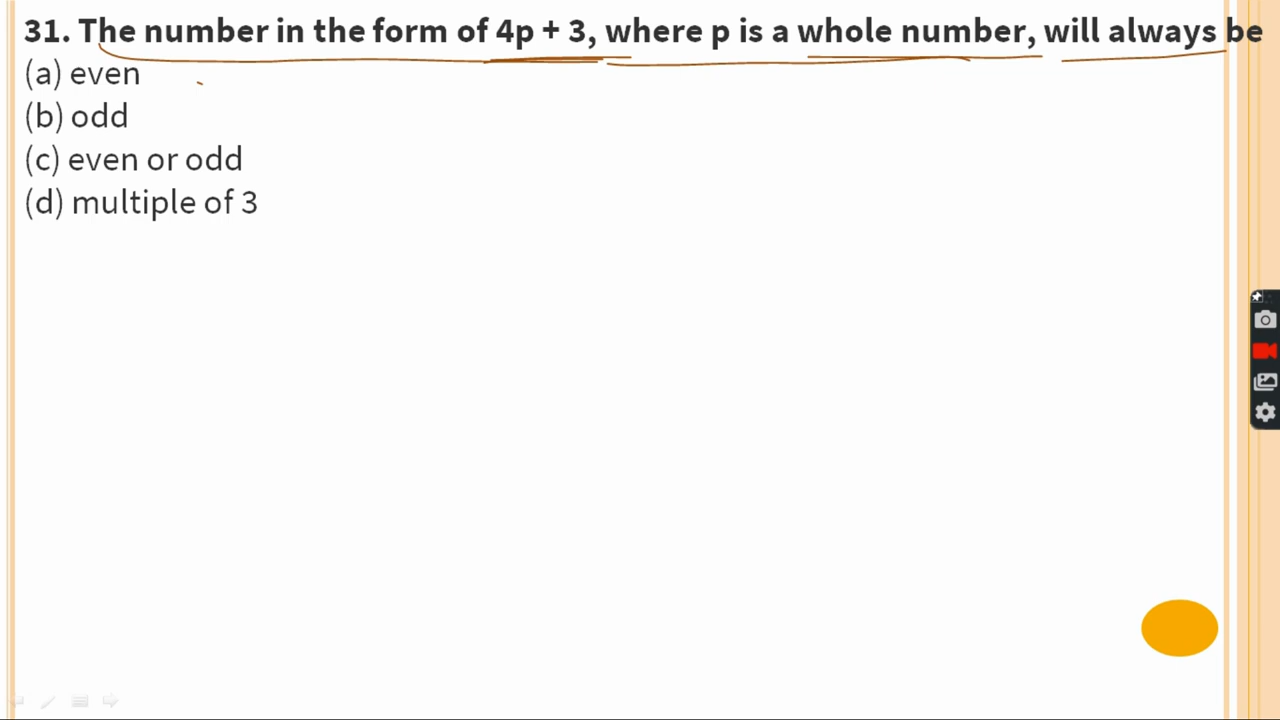 31. The number in the form of 4p + 3, where p is a whole number, will always be
(a) even
(b) odd
(c) even or odd
(d) multiple of 3